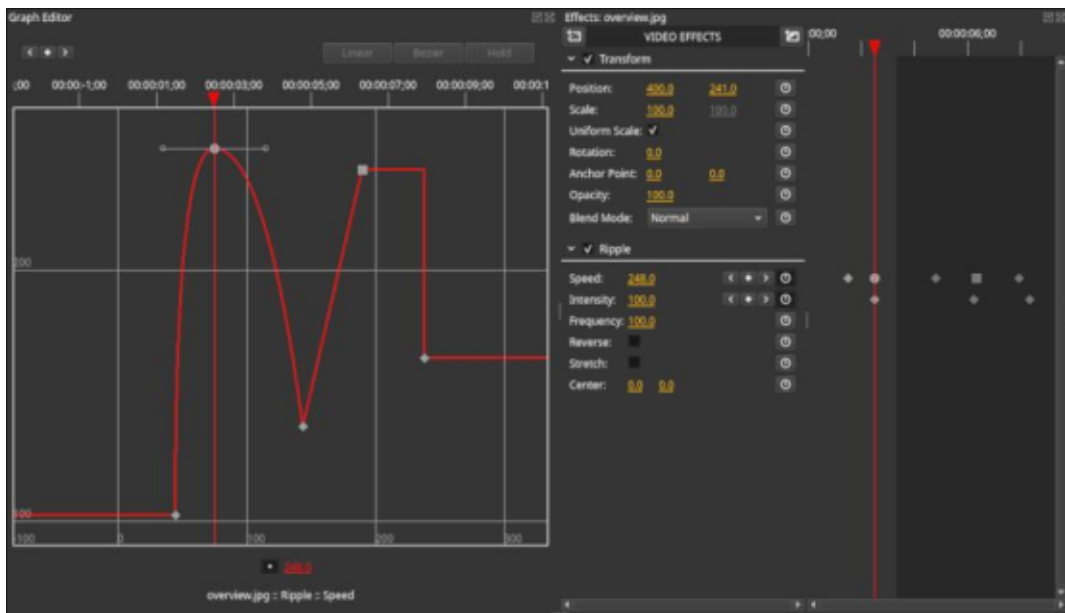 Graph Editor
Linear Bezier Hold
;00 00:00:-1;00 00:00:01;00 00:00:03;00 00:00:05;00 00:00:07;00 00:00:09;00 00:00:1
200
100
-100 0 100 200 300
248.0
overview.jpg :: Ripple :: Speed
Effects: overview.jpg
VIDEO EFFECTS
:00;00 00:00:06;00
Transform
Position: 400.0 241.0
Scale: 100.0 100.0
Uniform Scale:
Rotation: 0.0
Anchor Point: 0.0 0.0
Opacity: 100.0
Blend Mode: Normal
Ripple
Speed: 248.0
Intensity: 100.0
Frequency: 100.0
Reverse:
Stretch:
Center: 0.0 0.0